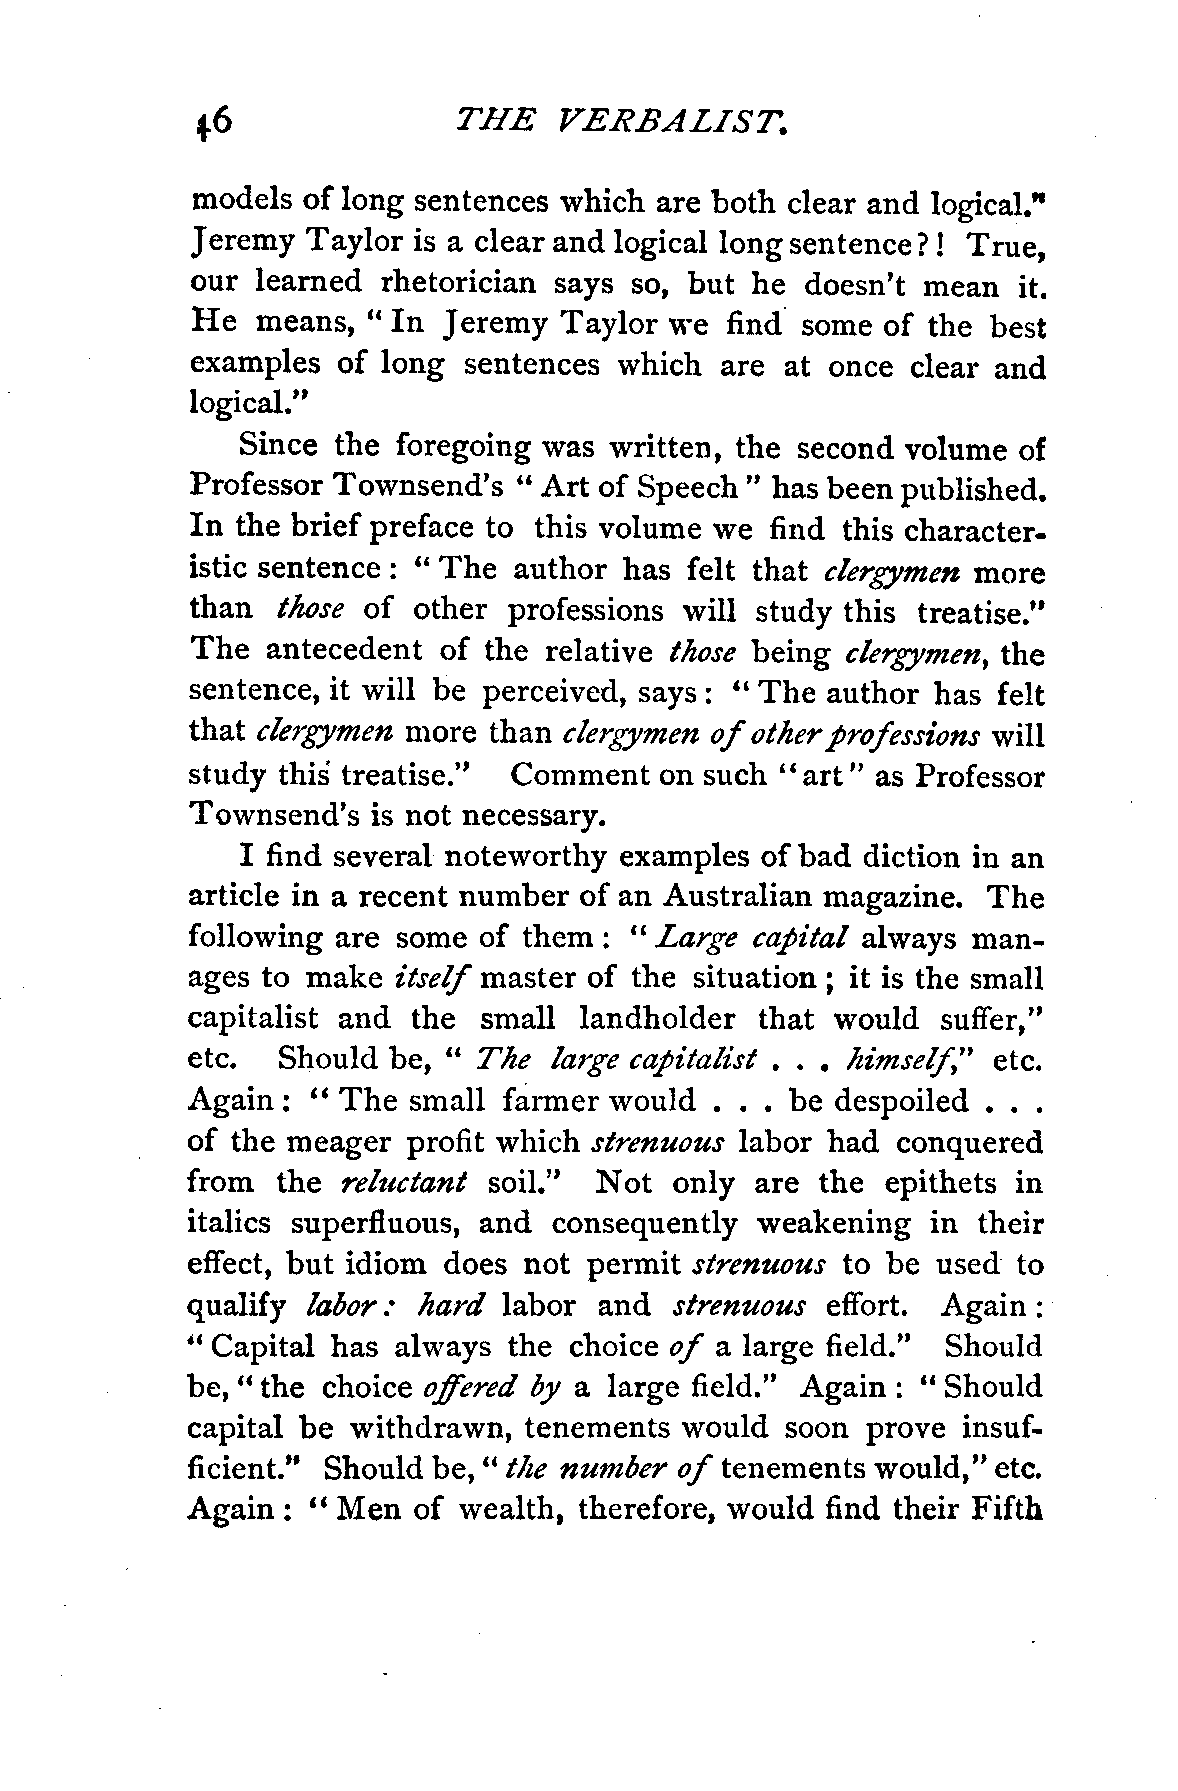 46 THE VERBALIST.
models of long sentences which are both clear and logical."
Jeremy Taylor is a clear and logical long sentence?! True,
our learned rhetorician says so, but he doesn't mean it.
He means, "In Jeremy Taylor we find some of the best
examples of long sentences which are at once clear and
logical."
Since the foregoing was written, the second volume of
Professor Townsend's "Art of Speech" has been published.
In the brief preface to this volume we find this character-
istic sentence: "The author has felt that clergymen more
than those of other professions will study this treatise."
The antecedent of the relative those being clergymen, the
sentence, it will be perceived, says: "The author has felt
that clergymen more than clergymen of other professions will
study this treatise." Comment on such "art" as Professor
Townsend's is not necessary.
I find several noteworthy examples of bad diction in an
article in a recent number of an Australian magazine. The
following are some of them: "Large capital always man-
ages to make itself master of the situation; it is the small
capitalist and the small landholder that would suffer,"
etc. Should be, "The large capitalist . . . himself," etc.
Again: "The small farmer would . . . be despoiled . . .
of the meager profit which strenuous labor had conquered
from the reluctant soil." Not only are the epithets in
italics superfluous, and consequently weakening in their
effect, but idiom does not permit strenuous to be used to
qualify labor: hard labor and strenuous effort. Again:
"Capital has always the choice of a large field." Should
be, "the choice offered by a large field." Again: "Should
capital be withdrawn, tenements would soon prove insuf-
ficient." Should be, "the number of tenements would," etc.
Again: "Men of wealth, therefore, would find their Fifth